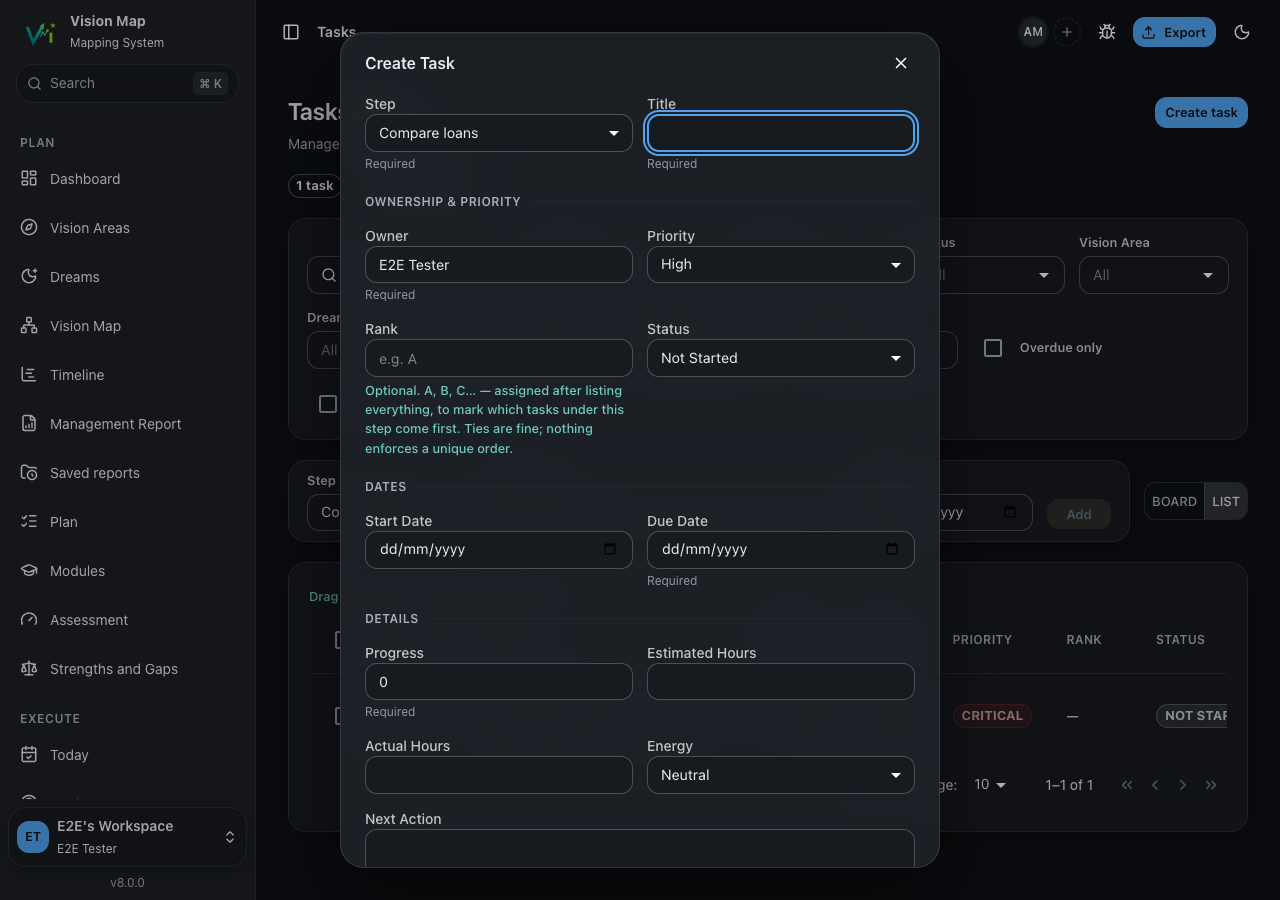 Vision Map
Mapping System
Search
⌘ K
PLAN
Dashboard
Vision Areas
Dreams
Vision Map
Timeline
Management Report
Saved reports
Plan
Modules
Assessment
Strengths and Gaps
EXECUTE
Today
ET
E2E's Workspace
E2E Tester
v8.0.0
Tasks
AM
Export
Tasks
Manage
Create task
1 task
Vision Area
All
Overdue only
Step
Add
BOARD
LIST
Drag
PRIORITY
RANK
STATUS
CRITICAL
—
NOT STAR
10
1–1 of 1
Create Task
Step
Title
Compare loans
Required
Required
OWNERSHIP & PRIORITY
Owner
Priority
E2E Tester
High
Required
Rank
Status
e.g. A
Not Started
Optional. A, B, C... — assigned after listing
everything, to mark which tasks under this
step come first. Ties are fine; nothing
enforces a unique order.
DATES
Start Date
Due Date
dd/mm/yyyy
dd/mm/yyyy
Required
DETAILS
Progress
Estimated Hours
0
Required
Actual Hours
Energy
Neutral
Next Action